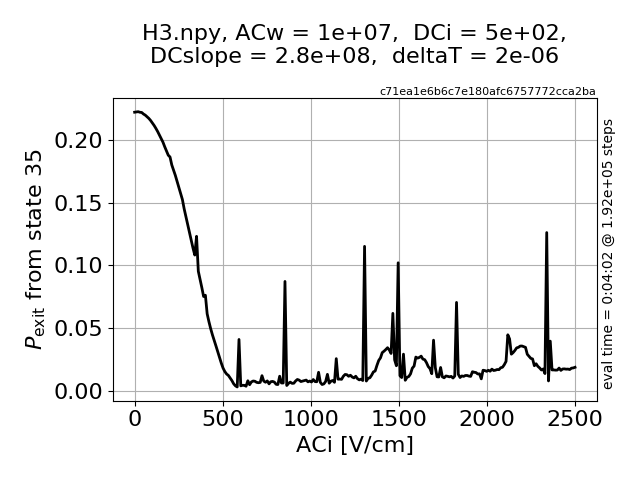 H3.npy, ACw = 1e+07,  DCi = 5e+02,
DCslope = 2.8e+08,  deltaT = 2e-06
c71ea1e6b6c7e180afc6757772cca2ba
0.20
0.15
0.10
0.05
0.00
P_exit from state 35
0
500
1000
1500
2000
2500
ACi [V/cm]
eval time = 0:04:02 @ 1.92e+05 steps